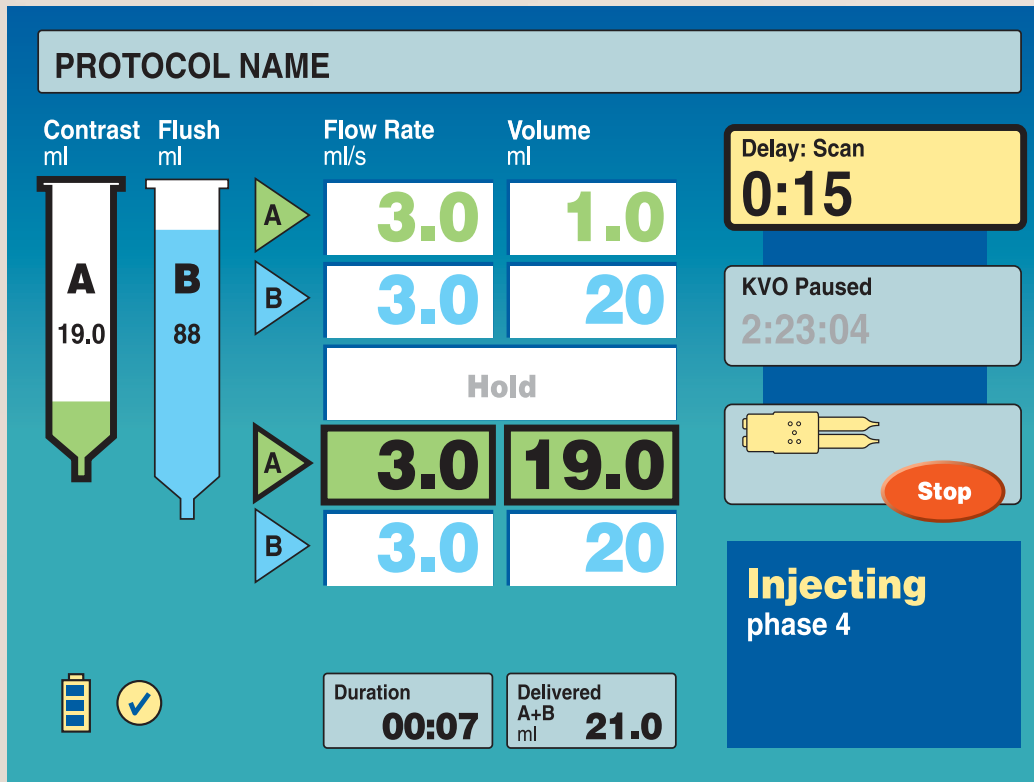 PROTOCOL NAME
Contrast Flush Flow Rate Volume
ml ml ml/s ml
Delay: Scan
0:15
A 3.0 1.0
A B
19.0 88
B 3.0 20
KVO Paused
2:23:04
Hold
A 3.0 19.0
Stop
B 3.0 20
Injecting
phase 4
Duration
00:07
Delivered
A+B
ml 21.0